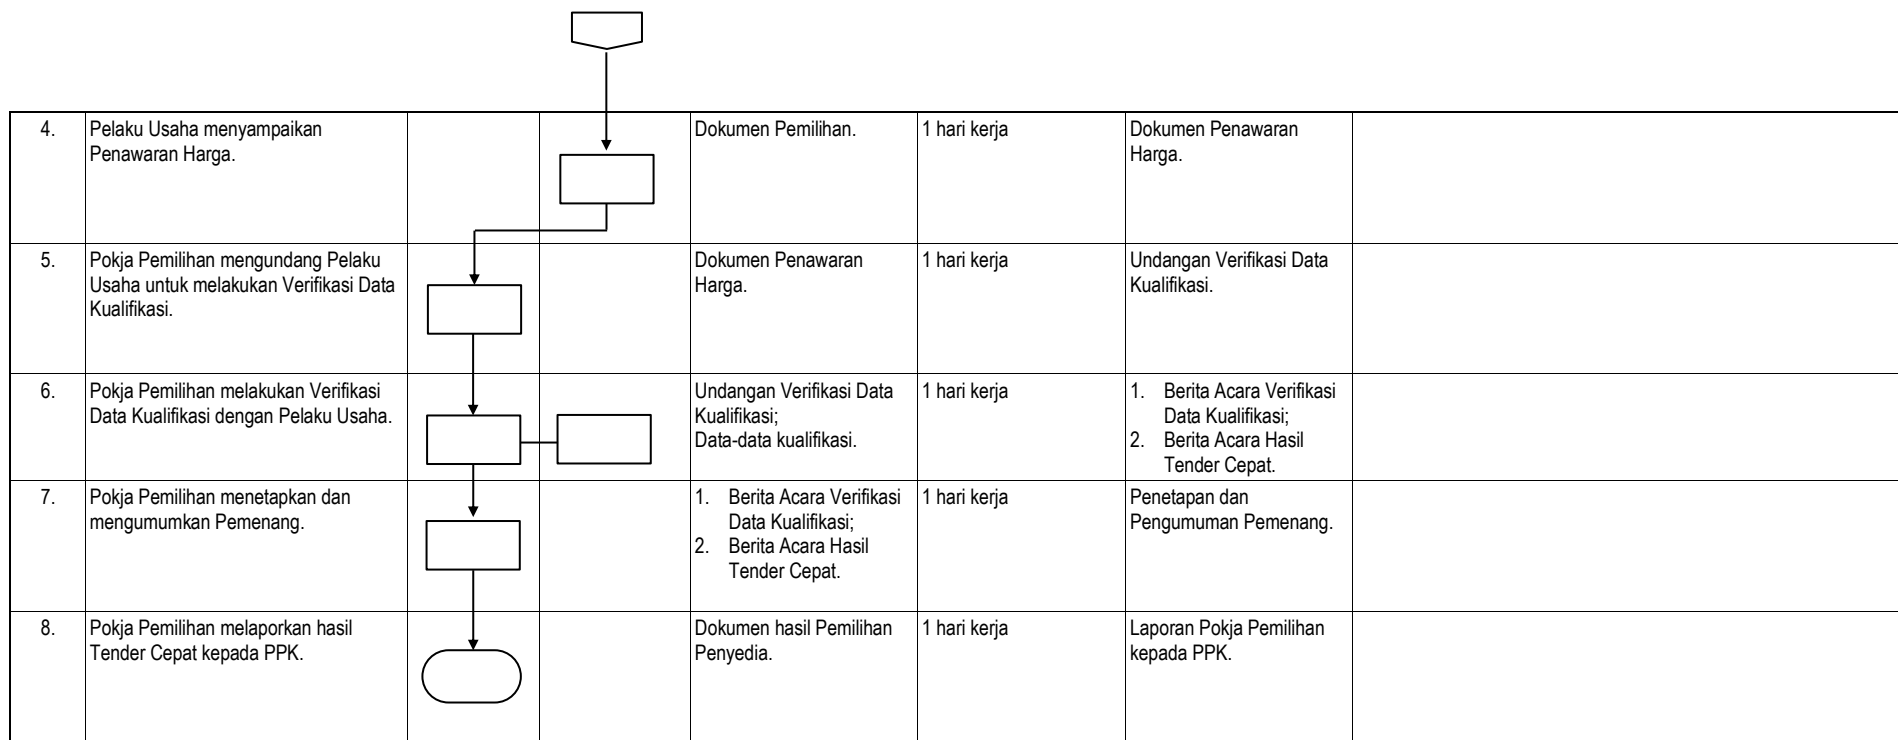 4.
Pelaku Usaha menyampaikan
Penawaran Harga.
Dokumen Pemilihan.
1 hari kerja
Dokumen Penawaran
Harga.
5.
Pokja Pemilihan mengundang Pelaku
Usaha untuk melakukan Verifikasi Data
Kualifikasi.
Dokumen Penawaran
Harga.
1 hari kerja
Undangan Verifikasi Data
Kualifikasi.
6.
Pokja Pemilihan melakukan Verifikasi
Data Kualifikasi dengan Pelaku Usaha.
Undangan Verifikasi Data
Kualifikasi;
Data-data kualifikasi.
1 hari kerja
1. Berita Acara Verifikasi
Data Kualifikasi;
2. Berita Acara Hasil
Tender Cepat.
7.
Pokja Pemilihan menetapkan dan
mengumumkan Pemenang.
1. Berita Acara Verifikasi
Data Kualifikasi;
2. Berita Acara Hasil
Tender Cepat.
1 hari kerja
Penetapan dan
Pengumuman Pemenang.
8.
Pokja Pemilihan melaporkan hasil
Tender Cepat kepada PPK.
Dokumen hasil Pemilihan
Penyedia.
1 hari kerja
Laporan Pokja Pemilihan
kepada PPK.